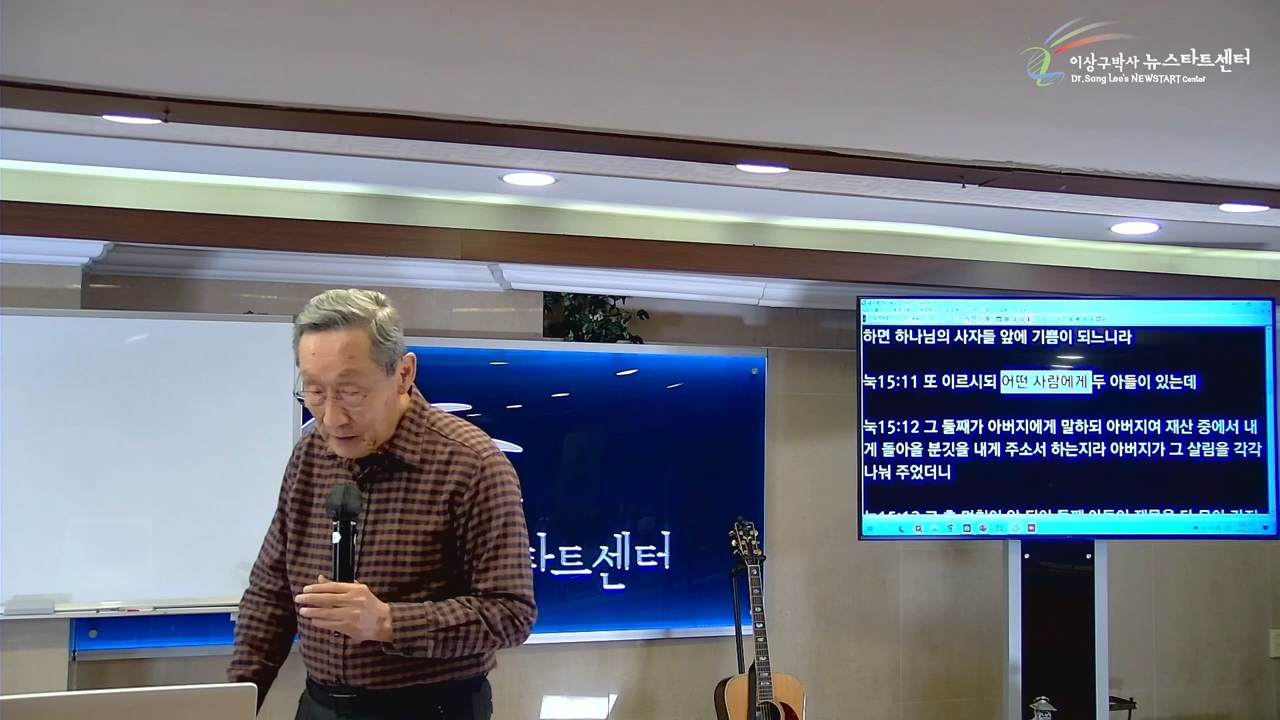 이상구박사 뉴스타트센터
Dr. Sang Lee's NEWSTART Center
하면 하나님의 사자들 앞에 기쁨이 되느니라
눅15:11 또 이르시되 어떤 사람에게 두 아들이 있는데
눅15:12 그 둘째가 아버지에게 말하되 아버지여 재산 중에서 내
게 돌아올 분깃을 내게 주소서 하는지라 아버지가 그 살림을 각각
나눠 주었더니
타트센터